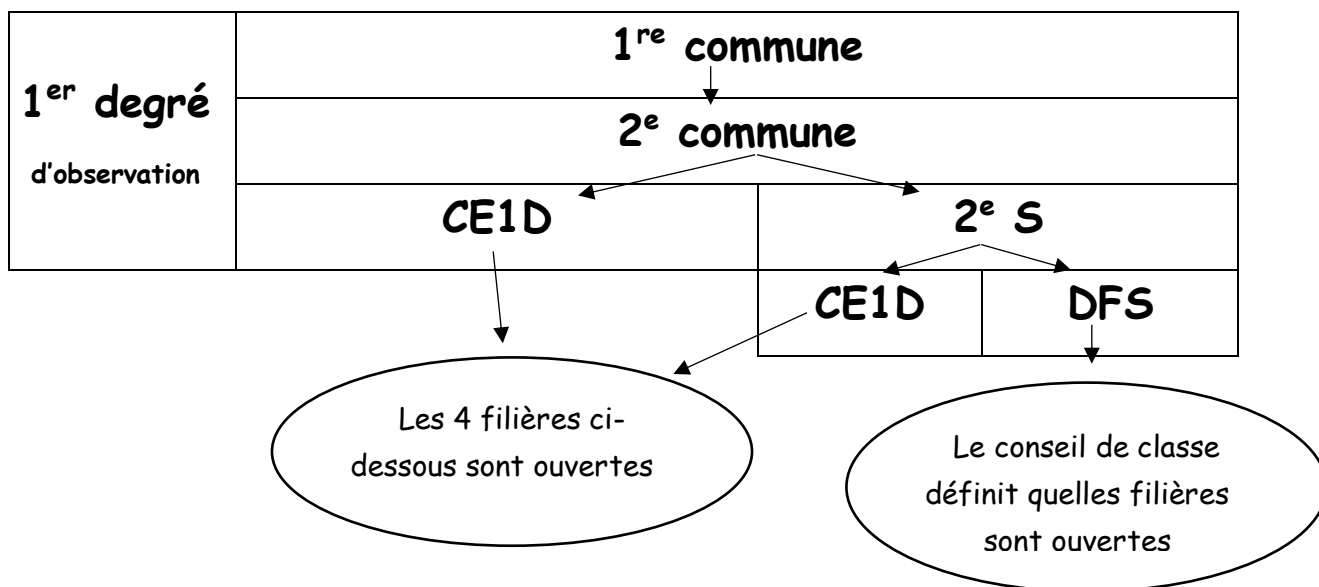 1re commune
1er degré
d'observation
2e commune
CE1D
2e S
CE1D
DFS
Les 4 filières ci-
dessous sont ouvertes
Le conseil de classe
définit quelles filières
sont ouvertes